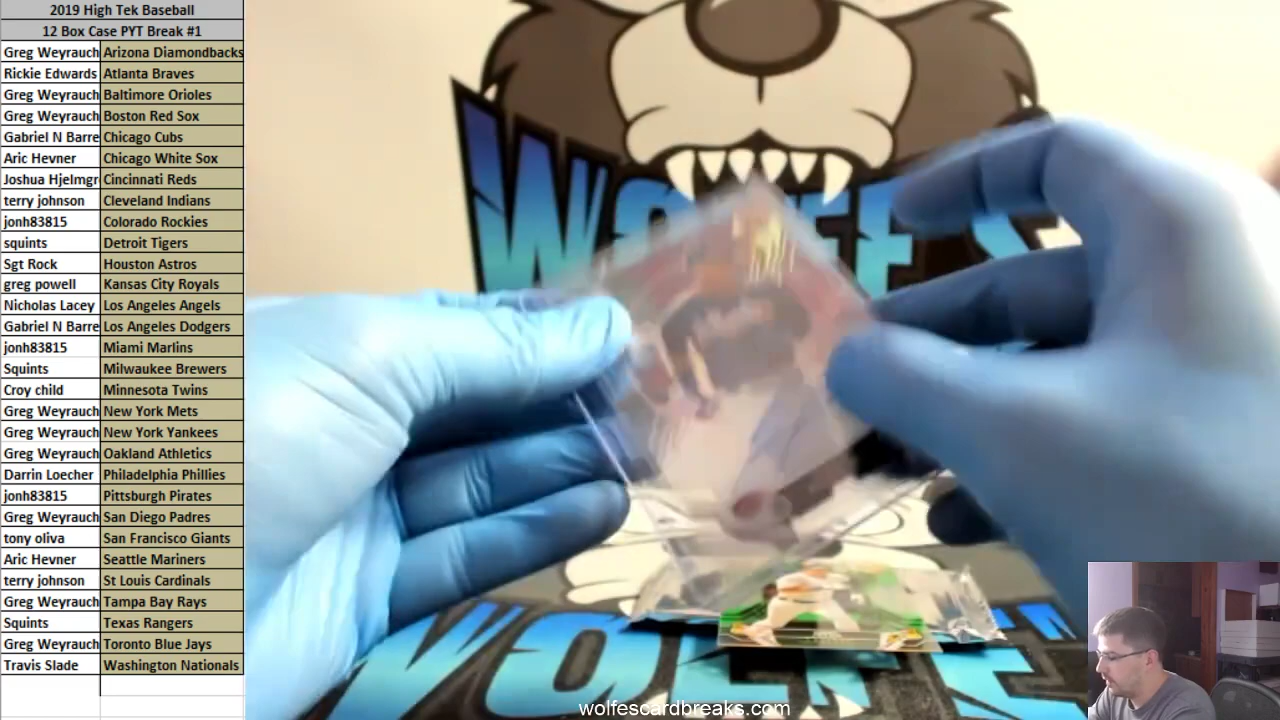 2019 High Tek Baseball
12 Box Case PYT Break #1
Greg Weyrauch Arizona Diamondbacks
Rickie Edwards Atlanta Braves
Greg Weyrauch Baltimore Orioles
Greg Weyrauch Boston Red Sox
Gabriel N Barre Chicago Cubs
Aric Hevner Chicago White Sox
Joshua Hjelmgr Cincinnati Reds
terry johnson Cleveland Indians
jonh83815 Colorado Rockies
squints Detroit Tigers
Sgt Rock Houston Astros
greg powell Kansas City Royals
Nicholas Lacey Los Angeles Angels
Gabriel N Barre Los Angeles Dodgers
jonh83815 Miami Marlins
Squints Milwaukee Brewers
Croy child Minnesota Twins
Greg Weyrauch New York Mets
Greg Weyrauch New York Yankees
Greg Weyrauch Oakland Athletics
Darrin Loecher Philadelphia Phillies
jonh83815 Pittsburgh Pirates
Greg Weyrauch San Diego Padres
tony oliva San Francisco Giants
Aric Hevner Seattle Mariners
terry johnson St Louis Cardinals
Greg Weyrauch Tampa Bay Rays
Squints Texas Rangers
Greg Weyrauch Toronto Blue Jays
Travis Slade Washington Nationals
WOLFE'S
WOLFE
wolfescardbreaks.com